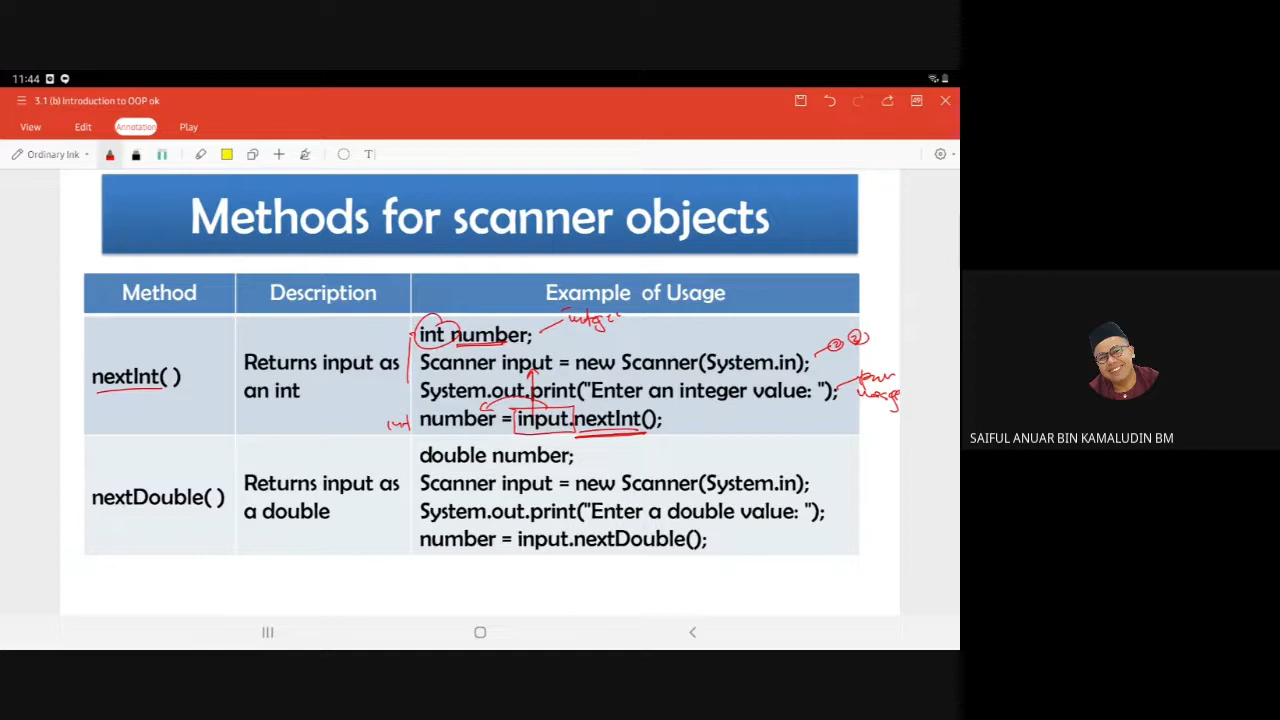 11:44
3.1 (b) Introduction to OOP ok
49
View Edit Annotation Play
Ordinary Ink
T
Methods for scanner objects
Method Description Example of Usage
nextInt( )
Returns input as
an int
int number;
Scanner input = new Scanner(System.in);
System.out.print("Enter an integer value: ");
number = input.nextInt();
int
nextDouble( )
Returns input as
a double
double number;
Scanner input = new Scanner(System.in);
System.out.print("Enter a double value: ");
number = input.nextDouble();
SAIFUL ANUAR BIN KAMALUDIN BM